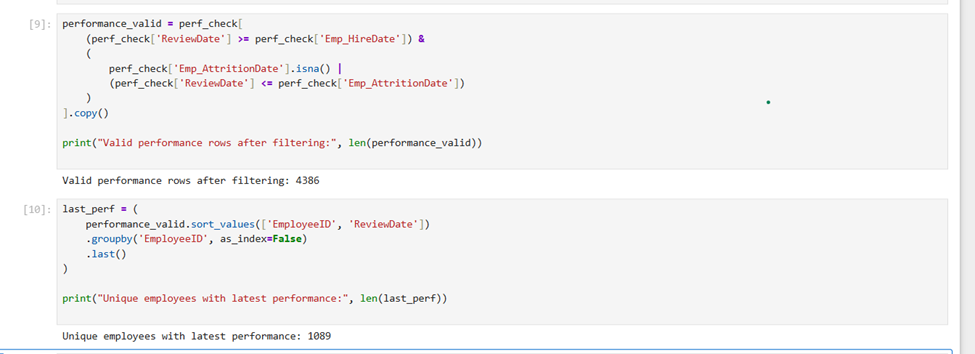 [9]: performance_valid = perf_check[
    (perf_check['ReviewDate'] >= perf_check['Emp_HireDate']) &
    (
        perf_check['Emp_AttritionDate'].isna() |
        (perf_check['ReviewDate'] <= perf_check['Emp_AttritionDate'])
    )
].copy()

print("Valid performance rows after filtering:", len(performance_valid))

Valid performance rows after filtering: 4386

[10]: last_perf = (
    performance_valid.sort_values(['EmployeeID', 'ReviewDate'])
    .groupby('EmployeeID', as_index=False)
    .last()
)

print("Unique employees with latest performance:", len(last_perf))

Unique employees with latest performance: 1089